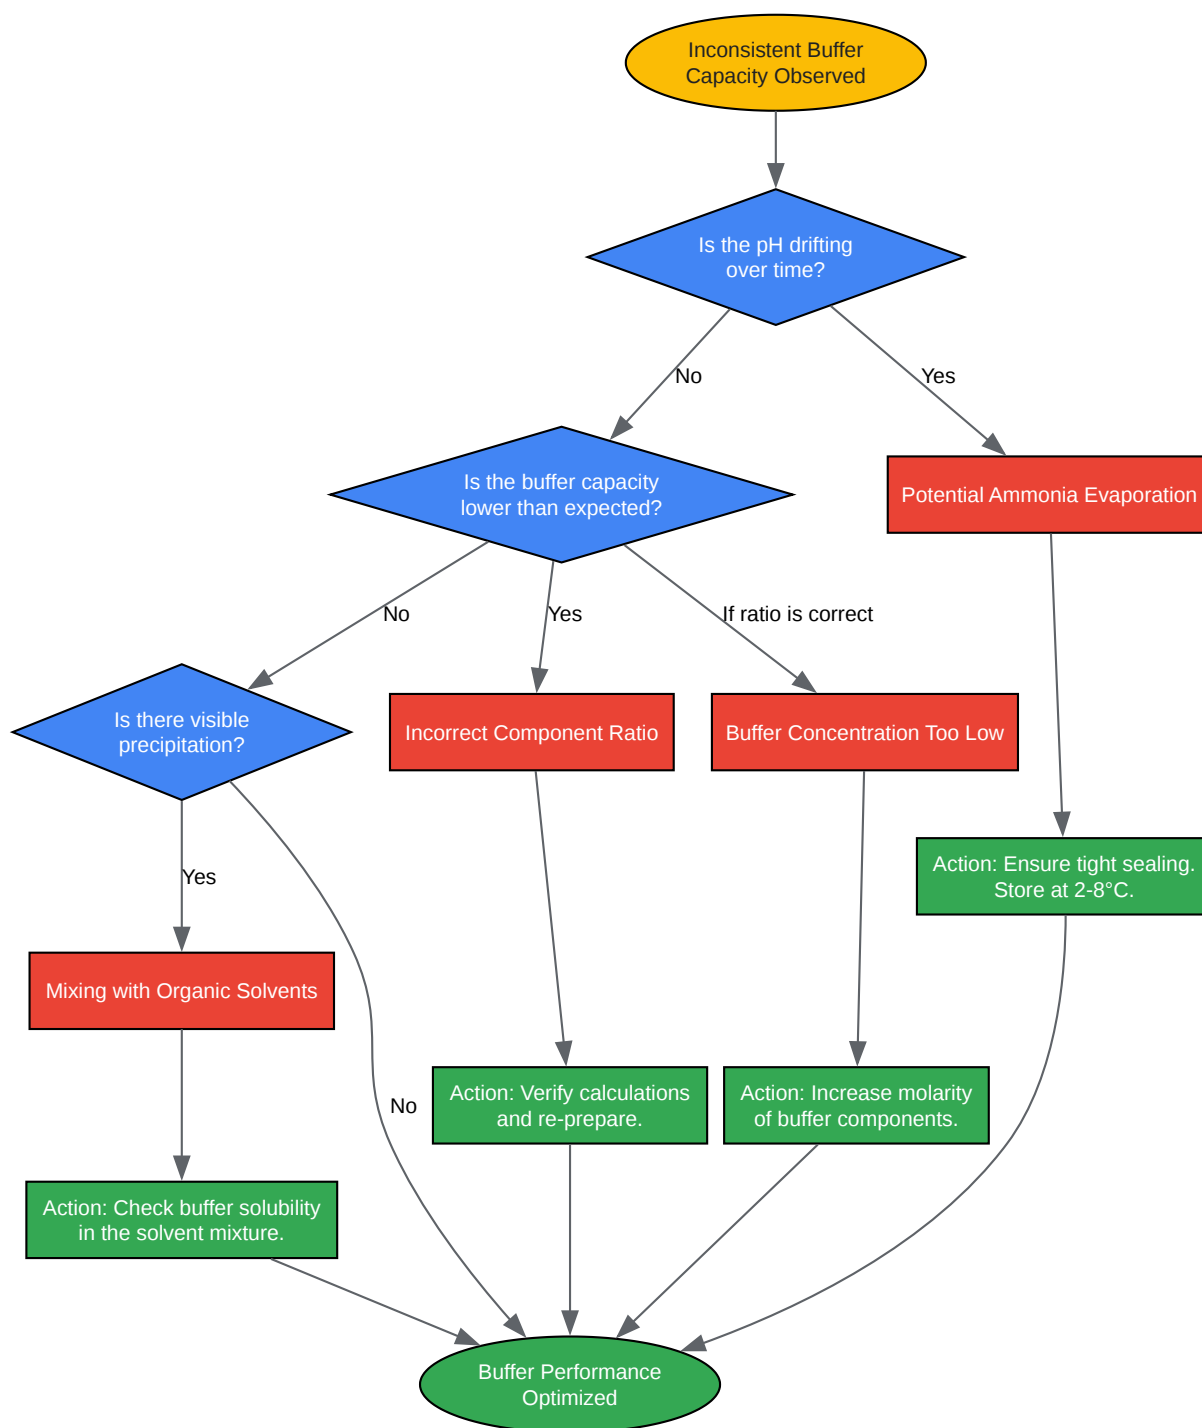 Inconsistent Buffer
Capacity Observed
Is the pH drifting
over time?
No
Yes
Is the buffer capacity
lower than expected?
Potential Ammonia Evaporation
No
Yes
If ratio is correct
Is there visible
precipitation?
Incorrect Component Ratio
Buffer Concentration Too Low
Action: Ensure tight sealing.
Store at 2-8°C.
Yes
Mixing with Organic Solvents
No
Action: Verify calculations
and re-prepare.
Action: Increase molarity
of buffer components.
Action: Check buffer solubility
in the solvent mixture.
Buffer Performance
Optimized